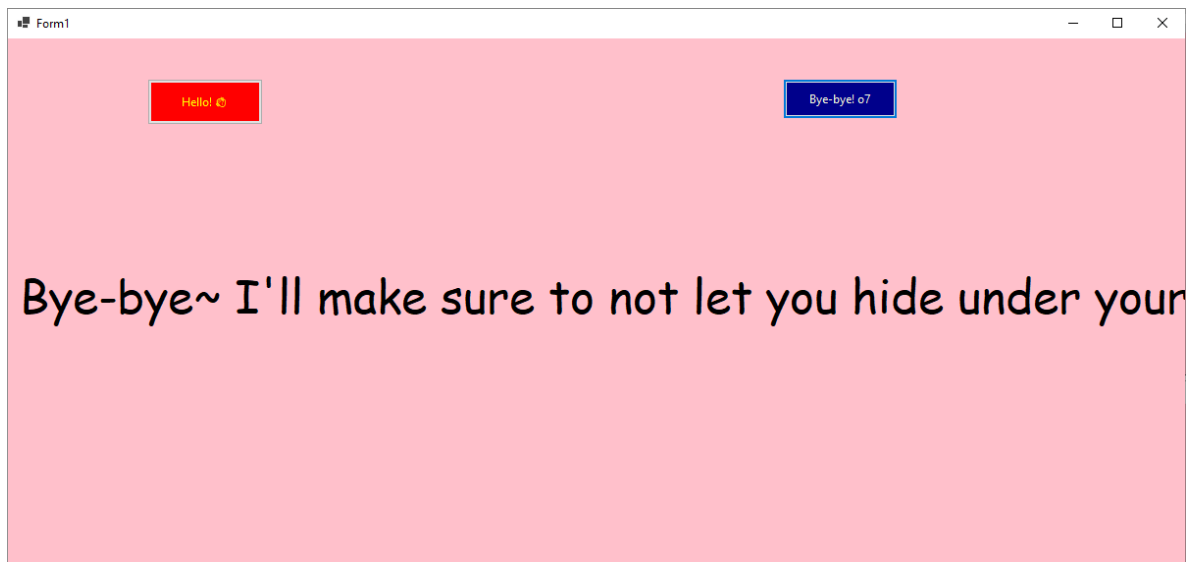 Form1
Hello! 👋
Bye-bye! o7
Bye-bye~ I'll make sure to not let you hide under your